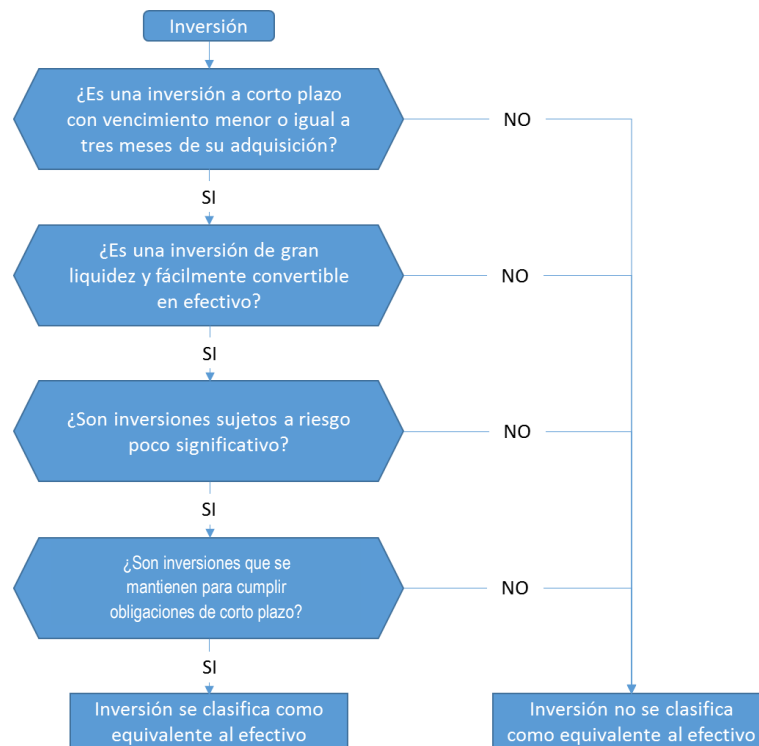 Inversión
¿Es una inversión a corto plazo
con vencimiento menor o igual a
tres meses de su adquisición?
NO
SI
¿Es una inversión de gran
liquidez y fácilmente convertible
en efectivo?
NO
SI
¿Son inversiones sujetos a riesgo
poco significativo?
NO
SI
¿Son inversiones que se
mantienen para cumplir
obligaciones de corto plazo?
NO
SI
Inversión se clasifica como
equivalente al efectivo
Inversión no se clasifica
como equivalente al efectivo